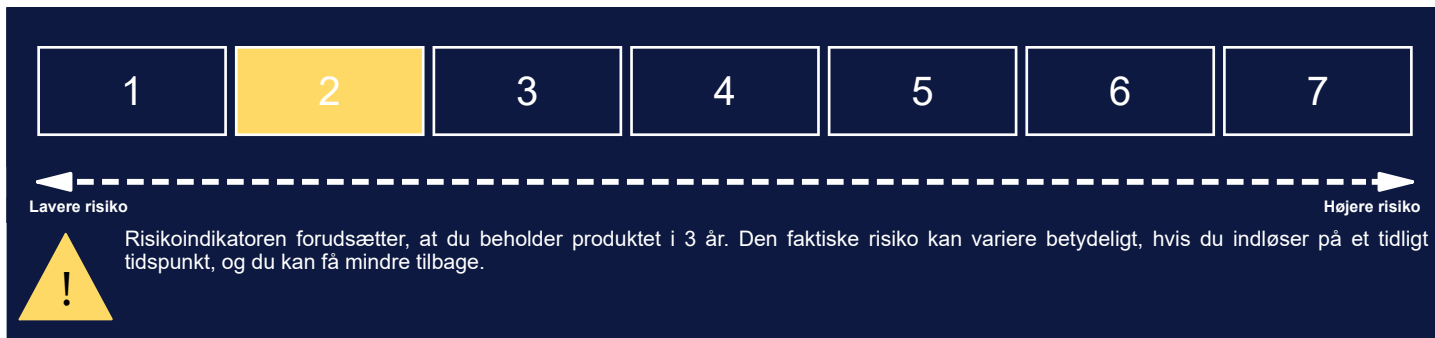 1 2 3 4 5 6 7
Lavere risiko Højere risiko
Risikoindikatoren forudsætter, at du beholder produktet i 3 år. Den faktiske risiko kan variere betydeligt, hvis du indløser på et tidligt
tidspunkt, og du kan få mindre tilbage.
!